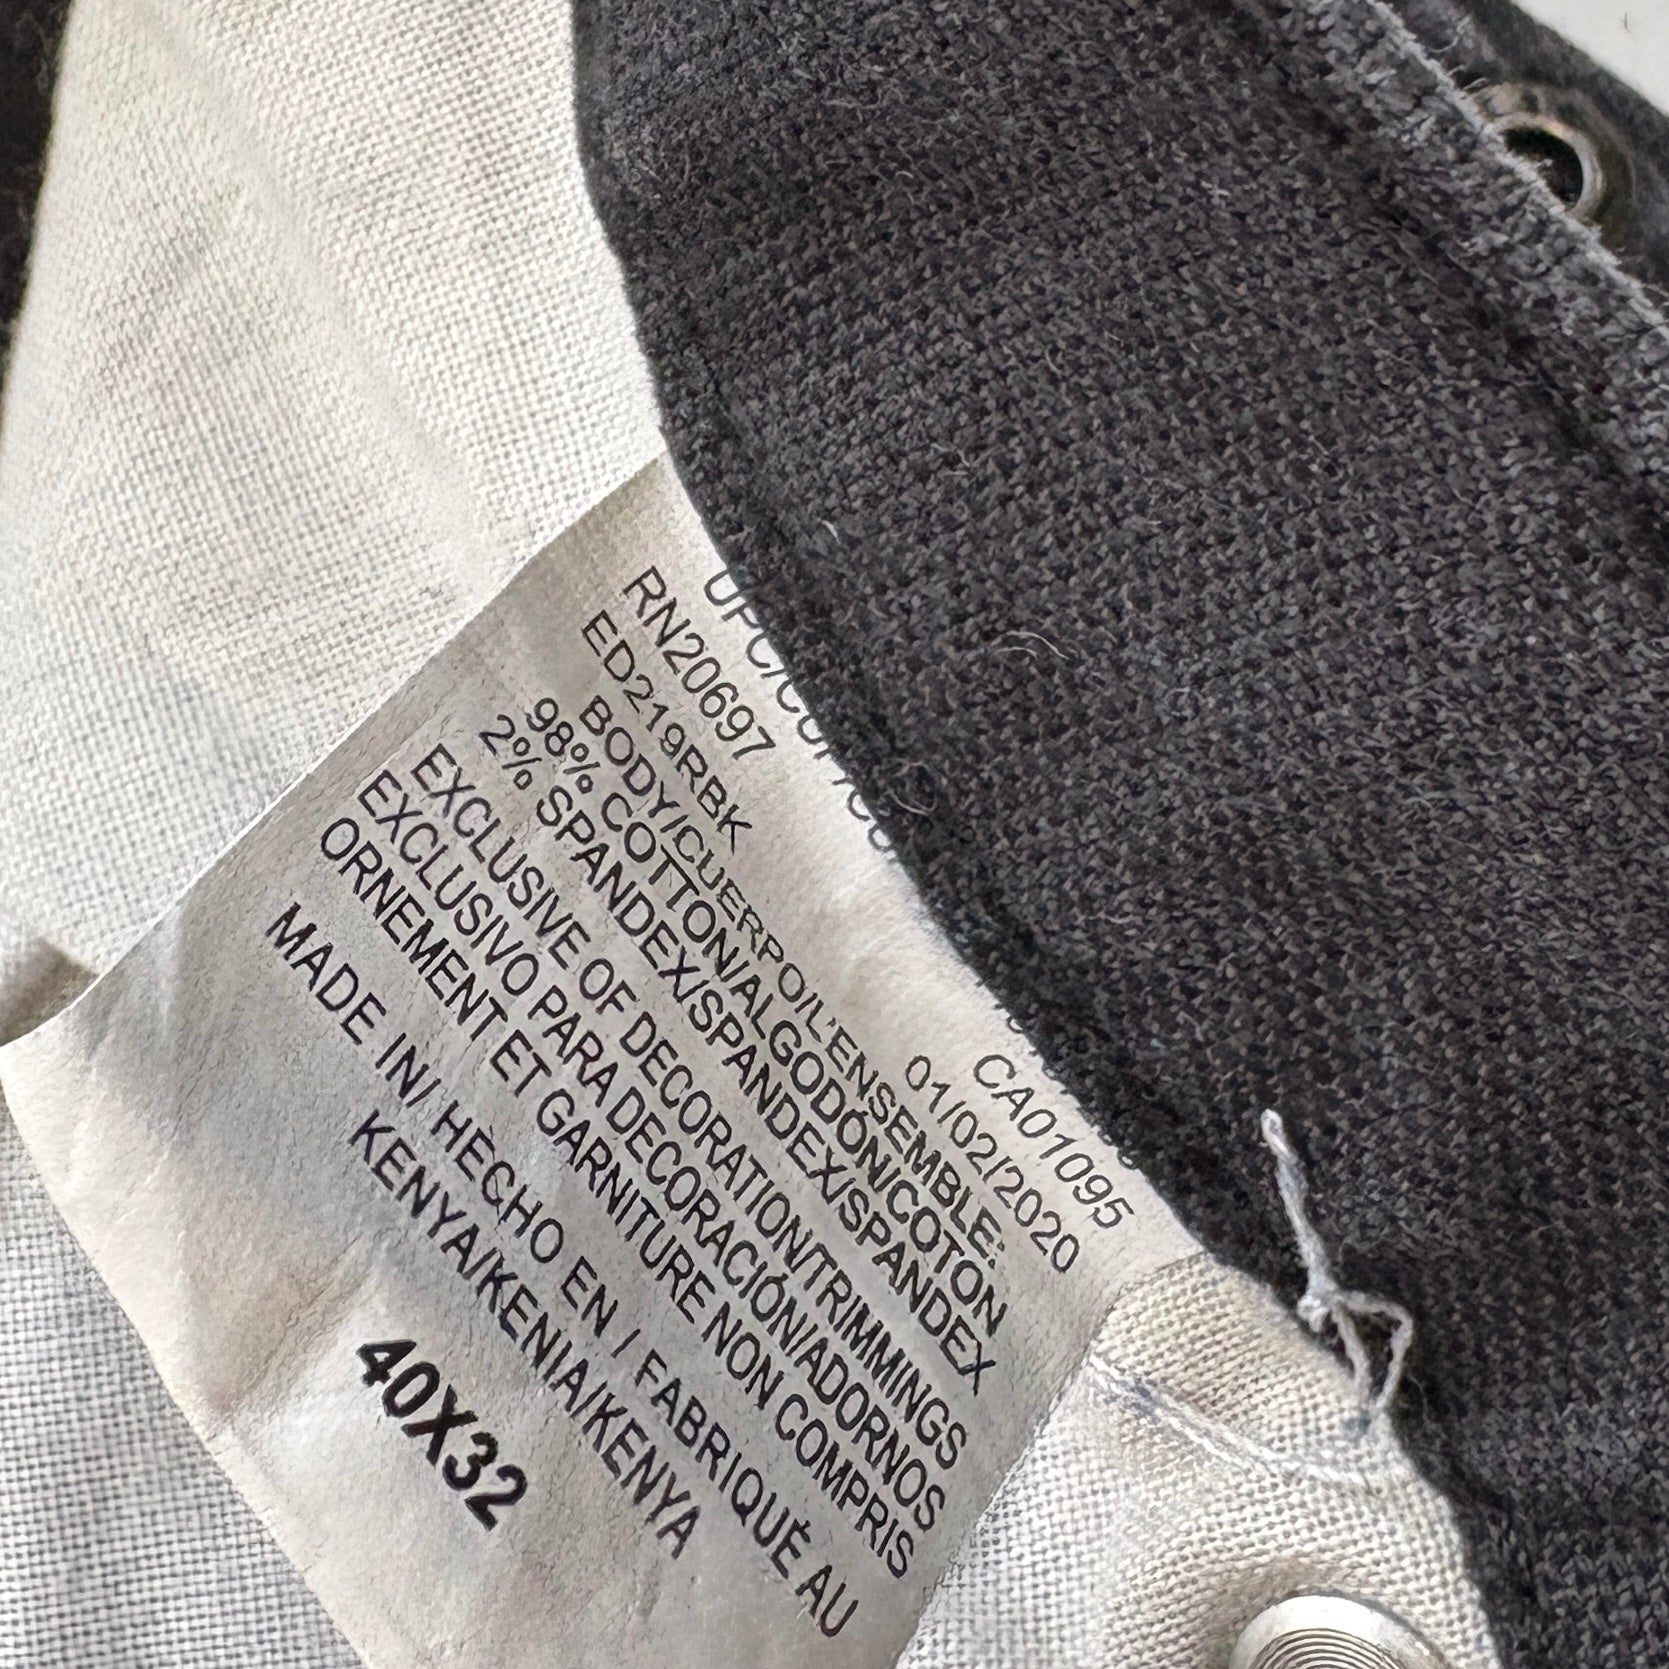 RN20697 CA01095
ED219RBK 01/02/2020
BODY/CUERPO/L'ENSEMBLE:
98% COTTON/ALGODÓN/COTON
2% SPANDEX/SPANDEX/SPANDEX
EXCLUSIVE OF DECORATION/TRIMMINGS
EXCLUSIVO PARA DECORACIÓN/ADORNOS
ORNEMENT ET GARNITURE NON COMPRIS
MADE IN/ HÈCHO EN / FABRIQUÉ AU
KENYA/KENIA/KENYA
40X32